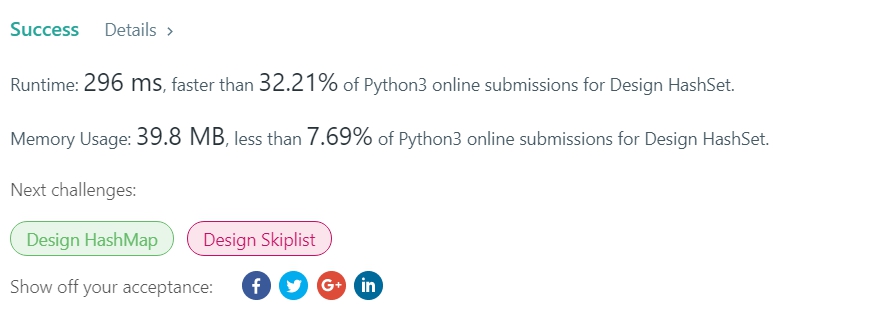 Success Details >
Runtime: 296 ms, faster than 32.21% of Python3 online submissions for Design HashSet.
Memory Usage: 39.8 MB, less than 7.69% of Python3 online submissions for Design HashSet.
Next challenges:
Design HashMap Design Skiplist
Show off your acceptance: f G+ in